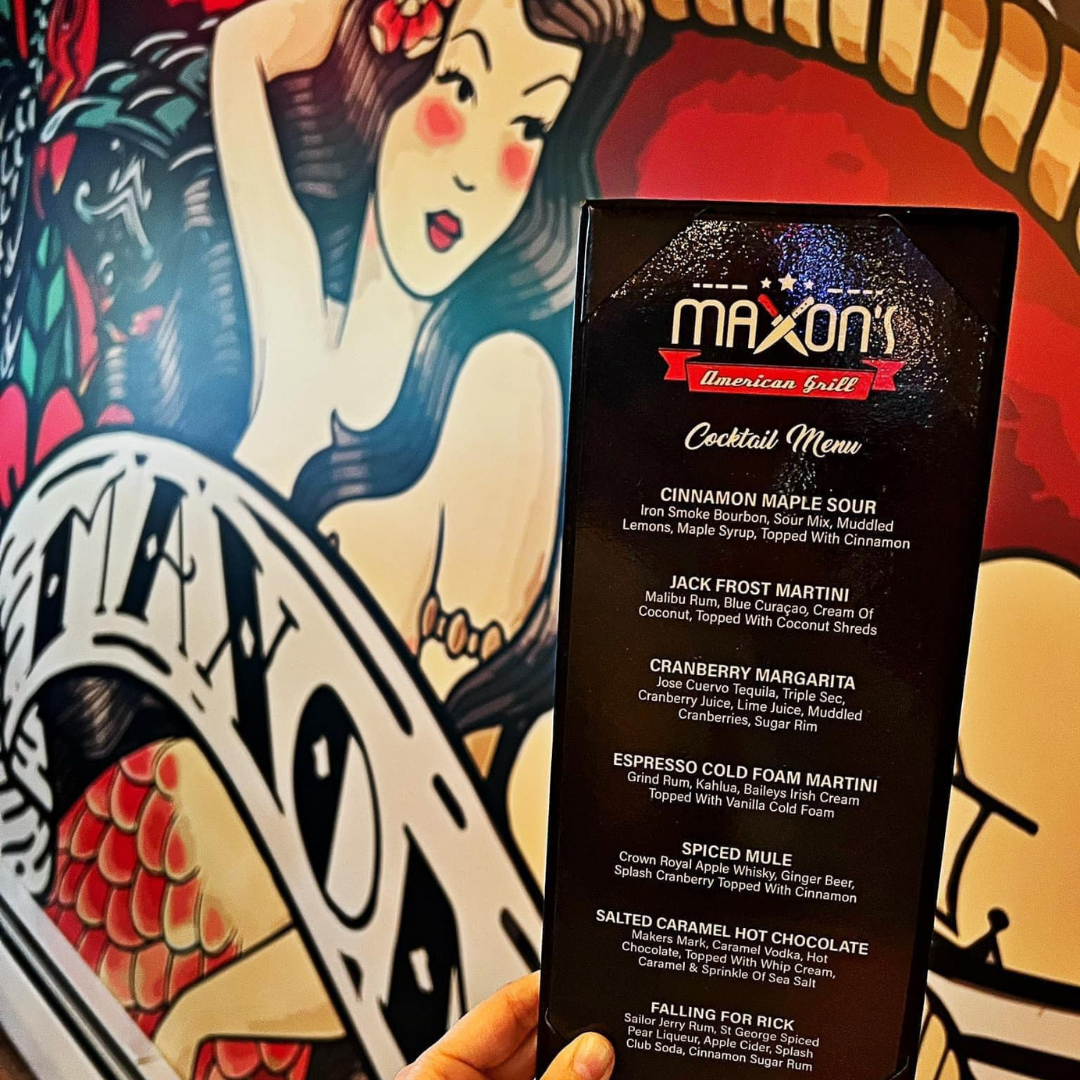 MAXON'S
American Grill
Cocktail Menu
CINNAMON MAPLE SOUR
Iron Smoke Bourbon, Sour Mix, Muddled
Lemons, Maple Syrup, Topped With Cinnamon
JACK FROST MARTINI
Malibu Rum, Blue Curaçao, Cream Of
Coconut, Topped With Coconut Shreds
CRANBERRY MARGARITA
Jose Cuervo Tequila, Triple Sec,
Cranberry Juice, Lime Juice, Muddled
Cranberries, Sugar Rim
ESPRESSO COLD FOAM MARTINI
Grind Rum, Kahlua, Baileys Irish Cream
Topped With Vanilla Cold Foam
SPICED MULE
Crown Royal Apple Whisky, Ginger Beer,
Splash Cranberry Topped With Cinnamon
SALTED CARAMEL HOT CHOCOLATE
Makers Mark, Caramel Vodka, Hot
Chocolate, Topped With Whip Cream,
Caramel & Sprinkle Of Sea Salt
FALLING FOR RICK
Sailor Jerry Rum, St George Spiced
Pear Liqueur, Apple Cider, Splash
Club Soda, Cinnamon Sugar Rum